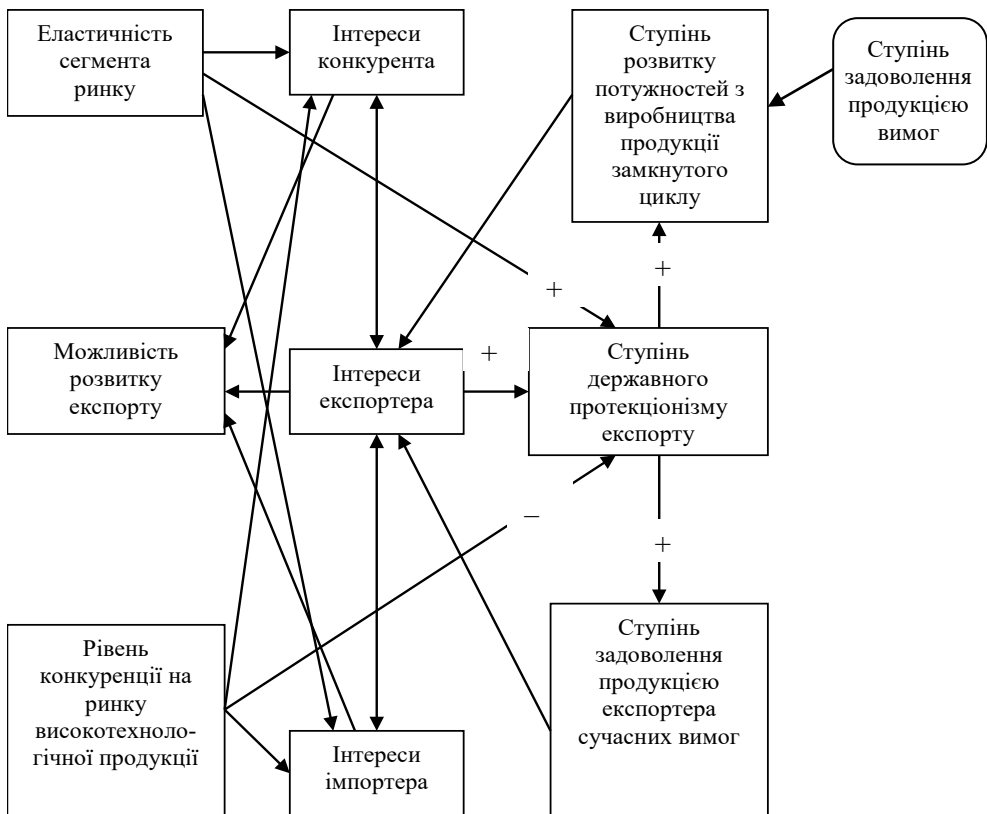 Еластичність
сегмента
ринку
Інтереси
конкурента
Ступінь
розвитку
потужностей з
виробництва
продукції
замкнутого
циклу
Ступінь
задоволення
продукцією
вимог
+
+
Можливість
розвитку
експорту
Інтереси
експортера
+
Ступінь
державного
протекціонізму
експорту
–
+
Рівень
конкуренції на
ринку
високотехноло-
гічної продукції
Інтереси
імпортера
Ступінь
задоволення
продукцією
експортера
сучасних вимог